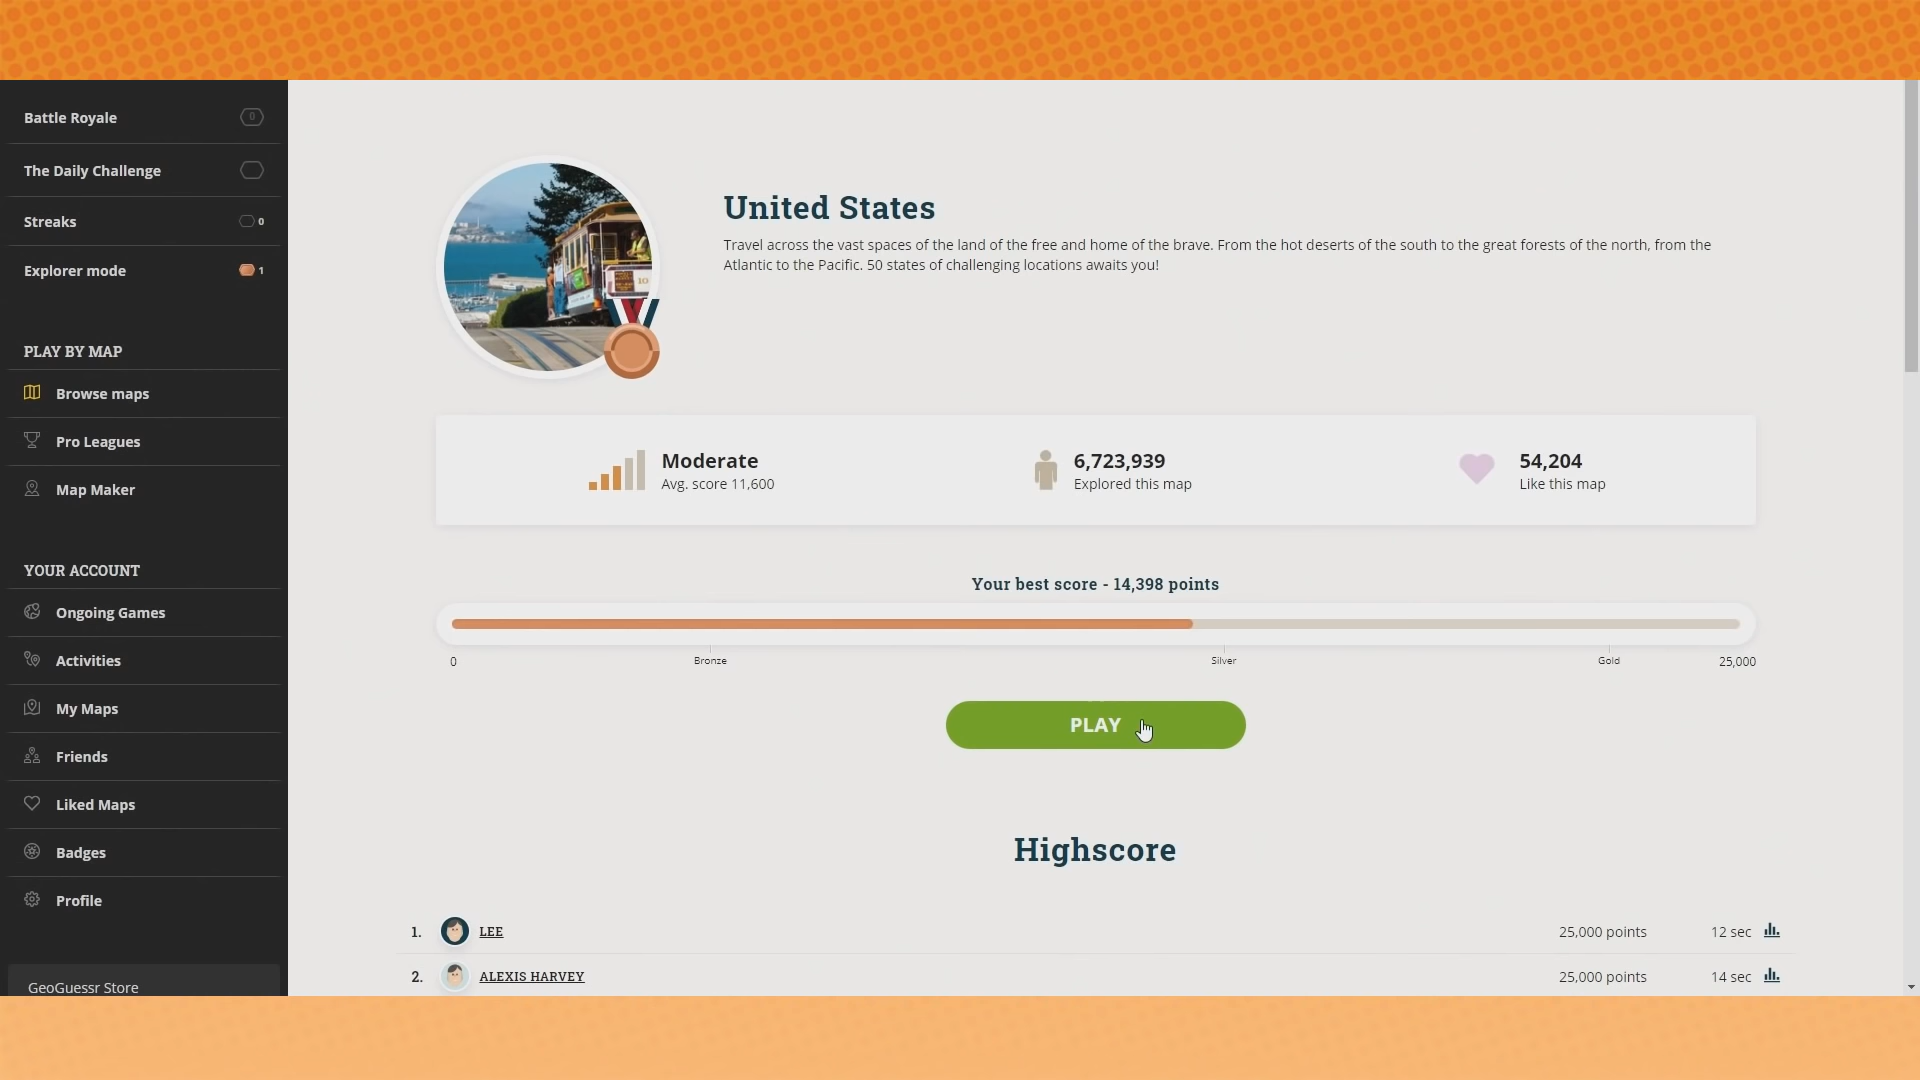 Battle Royale
0
The Daily Challenge
Streaks
0
Explorer mode
1
PLAY BY MAP
Browse maps
Pro Leagues
Map Maker
YOUR ACCOUNT
Ongoing Games
Activities
My Maps
Friends
Liked Maps
Badges
Profile
GeoGuessr Store
United States
Travel across the vast spaces of the land of the free and home of the brave. From the hot deserts of the south to the great forests of the north, from the
Atlantic to the Pacific. 50 states of challenging locations awaits you!
Moderate
Avg. score 11,600
6,723,939
Explored this map
54,204
Like this map
Your best score - 14,398 points
0 Bronze Silver Gold 25,000
PLAY
Highscore
1. LEE 25,000 points 12 sec
2. ALEXIS HARVEY 25,000 points 14 sec